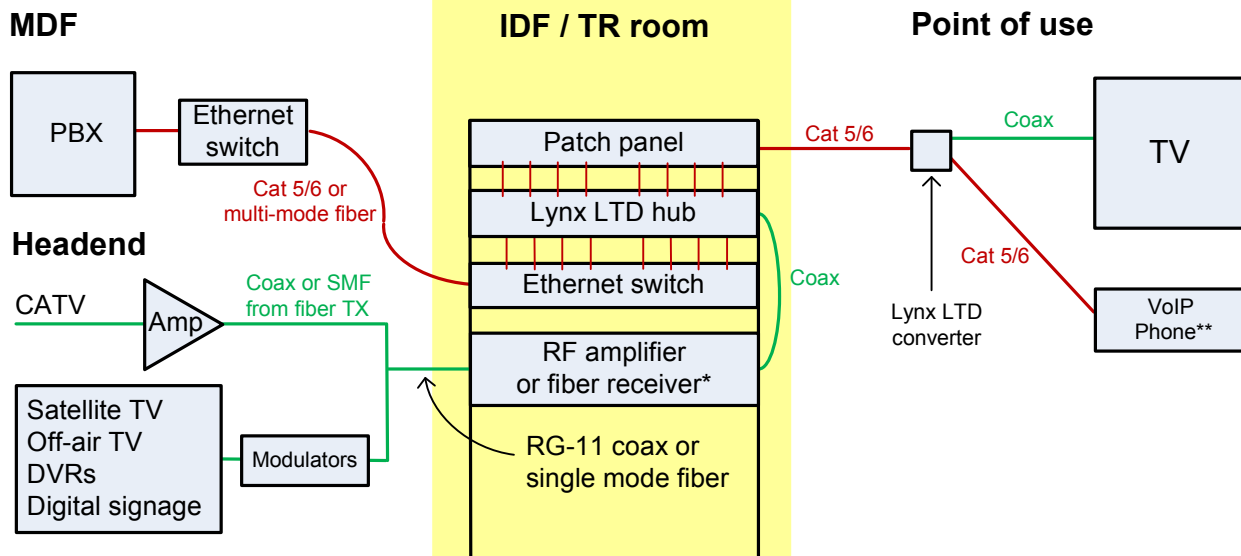 MDF
PBX
Ethernet
switch
Cat 5/6 or
multi-mode fiber
Headend
CATV
Amp
Coax or SMF
from fiber TX
Satellite TV
Off-air TV
DVRs
Digital signage
Modulators
IDF / TR room
Patch panel
Lynx LTD hub
Ethernet switch
RF amplifier
or fiber receiver*
Coax
RG-11 coax or
single mode fiber
Point of use
Cat 5/6
Coax
TV
Cat 5/6
Lynx LTD
converter
VoIP
Phone**